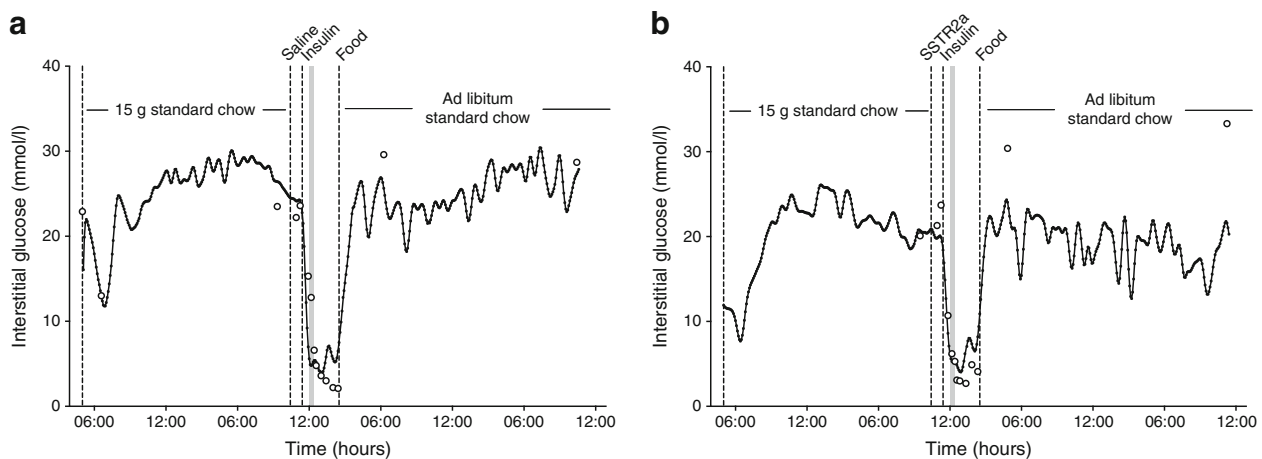 a
Saline
Insulin
Food
40
30
20
10
0
Interstitial glucose (mmol/l)
15 g standard chow
Ad libitum
standard chow
06:00 12:00 06:00 12:00 06:00 12:00 06:00 12:00
Time (hours)
b
SSTR2a
Insulin
Food
40
30
20
10
0
Interstitial glucose (mmol/l)
15 g standard chow
Ad libitum
standard chow
06:00 12:00 06:00 12:00 06:00 12:00 06:00 12:00
Time (hours)